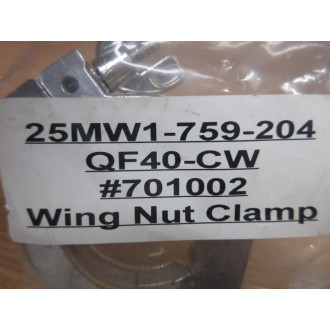 25MW1-759-204
QF40-CW
#701002
Wing Nut Clamp